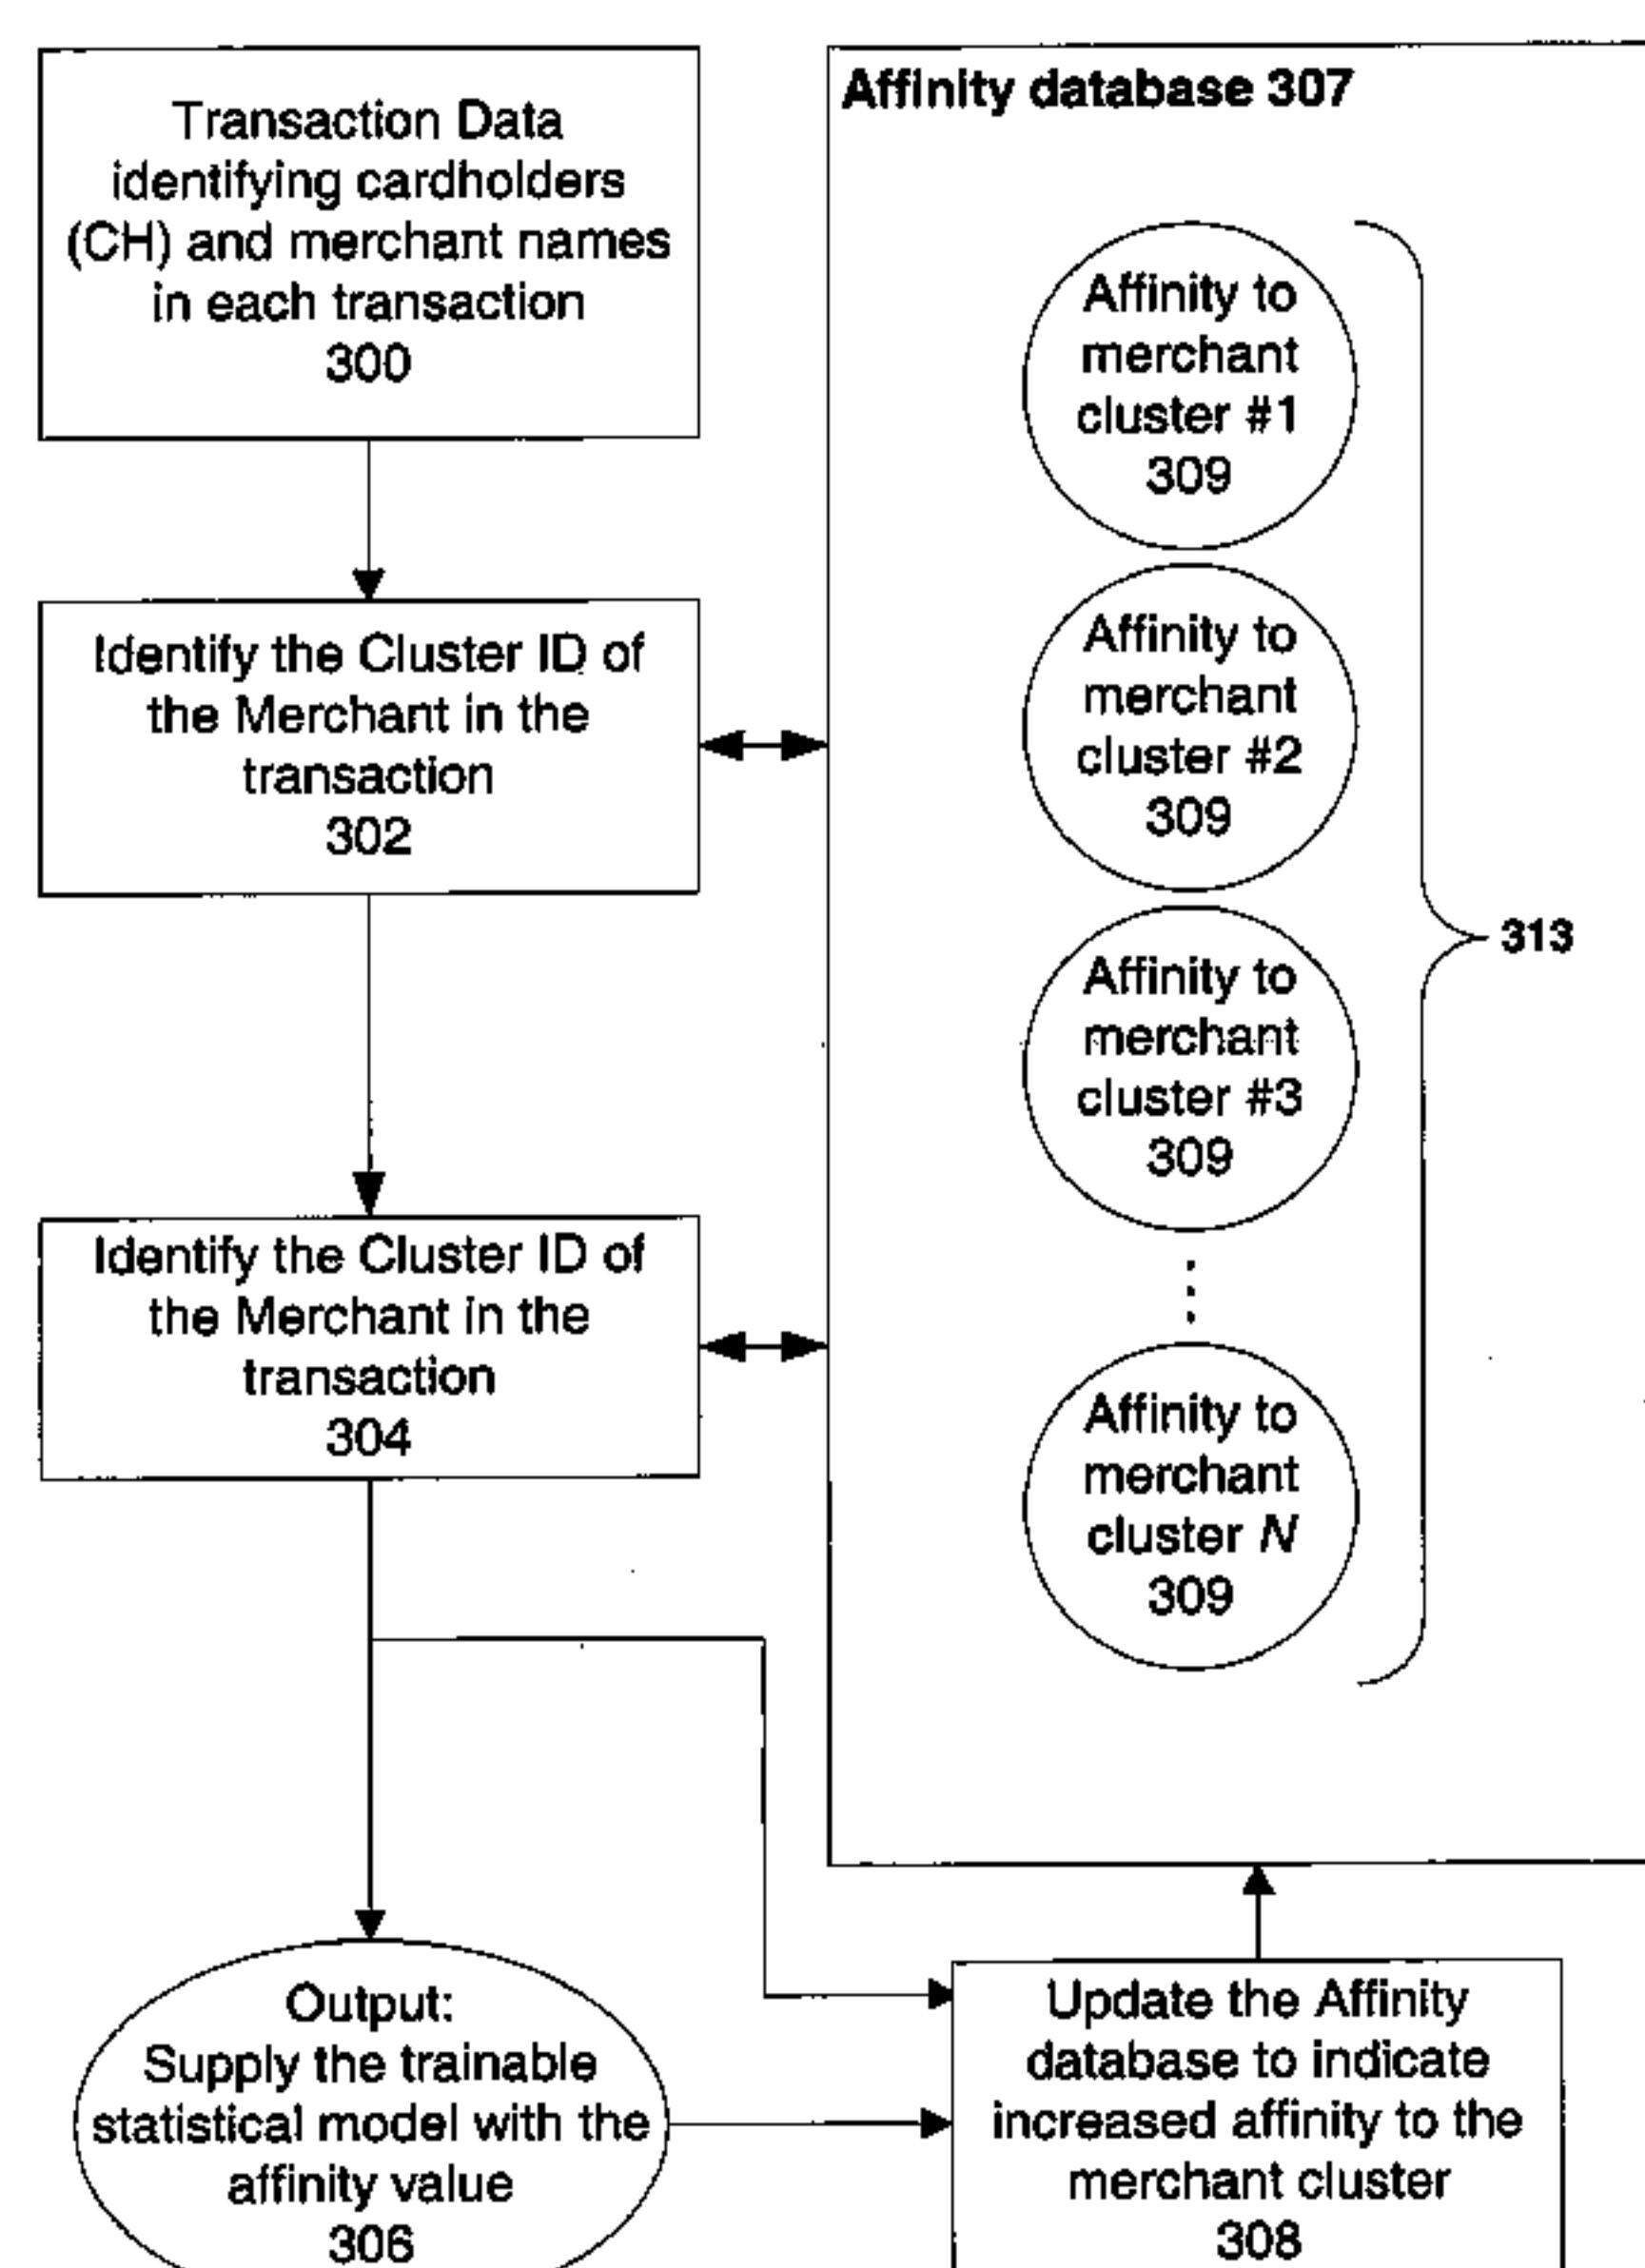 Transaction Data
identifying cardholders
(CH) and merchant names
in each transaction
300
Identify the Cluster ID of
the Merchant in the
transaction
302
Identify the Cluster ID of
the Merchant in the
transaction
304
Output:
Supply the trainable
statistical model with the
affinity value
306
Affinity database 307
Affinity to
merchant
cluster #1
309
Affinity to
merchant
cluster #2
309
Affinity to
merchant
cluster #3
309
⋮
Affinity to
merchant
cluster N
309
313
Update the Affinity
database to indicate
increased affinity to the
merchant cluster
308